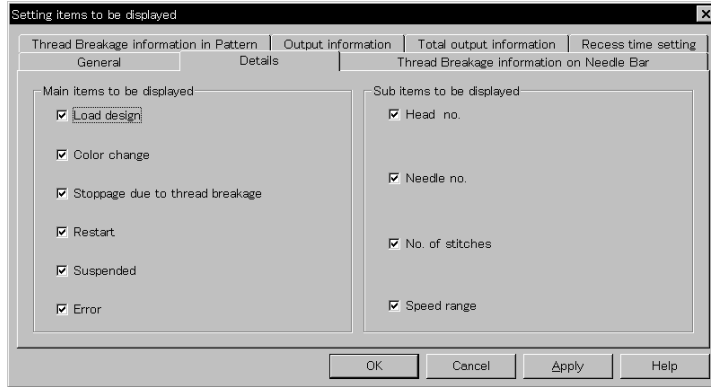 Setting items to be displayed
Thread Breakage information in Pattern
Output information
Total output information
Recess time setting
General
Details
Thread Breakage information on Needle Bar
Main items to be displayed
Load design
Color change
Stoppage due to thread breakage
Restart
Suspended
Error
Sub items to be displayed
Head no.
Needle no.
No. of stitches
Speed range
OK
Cancel
Apply
Help